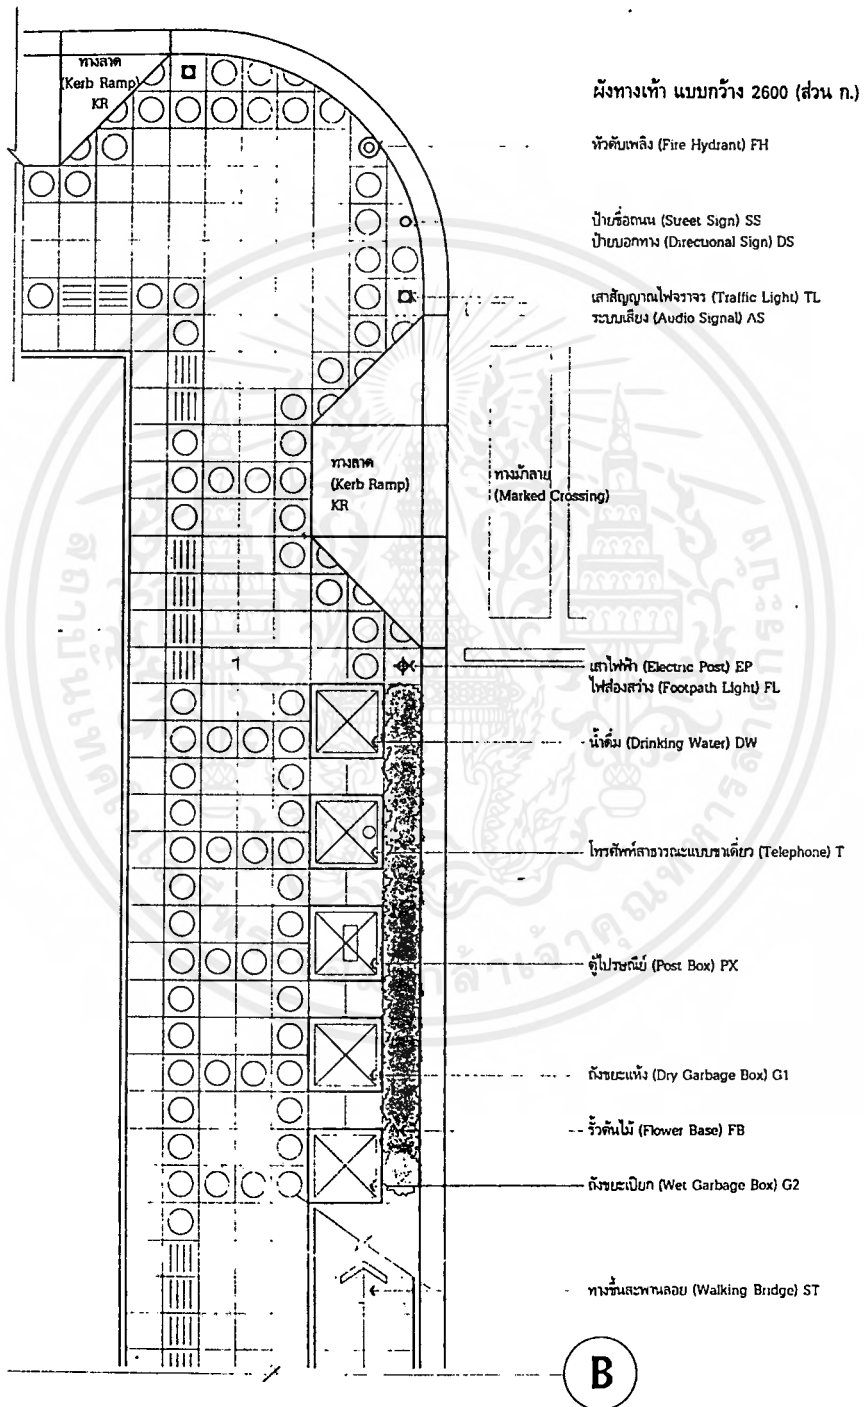 ทางลาด
(Kerb Ramp)
KR
ผังทางเท้า แบบกว้าง 2600 (ส่วน ก.)
หัวดับเพลิง (Fire Hydrant) FH
ป้ายชื่อถนน (Street Sign) SS
ป้ายบอกทาง (Directional Sign) DS
เสาสัญญาณไฟจราจร (Traffic Light) TL
ระบบเสียง (Audio Signal) AS
ทางลาด
(Kerb Ramp)
KR
ทางม้าลาย
(Marked Crossing)
เสาไฟฟ้า (Electric Post) EP
ไฟส่องสว่าง (Footpath Light) FL
น้ำดื่ม (Drinking Water) DW
โทรศัพท์สาธารณะแบบขาเดี่ยว (Telephone) T
ตู้ไปรษณีย์ (Post Box) PX
ถังขยะแห้ง (Dry Garbage Box) G1
รั้วต้นไม้ (Flower Base) FB
ถังขยะเปียก (Wet Garbage Box) G2
ทางขึ้นสะพานลอย (Walking Bridge) ST
B